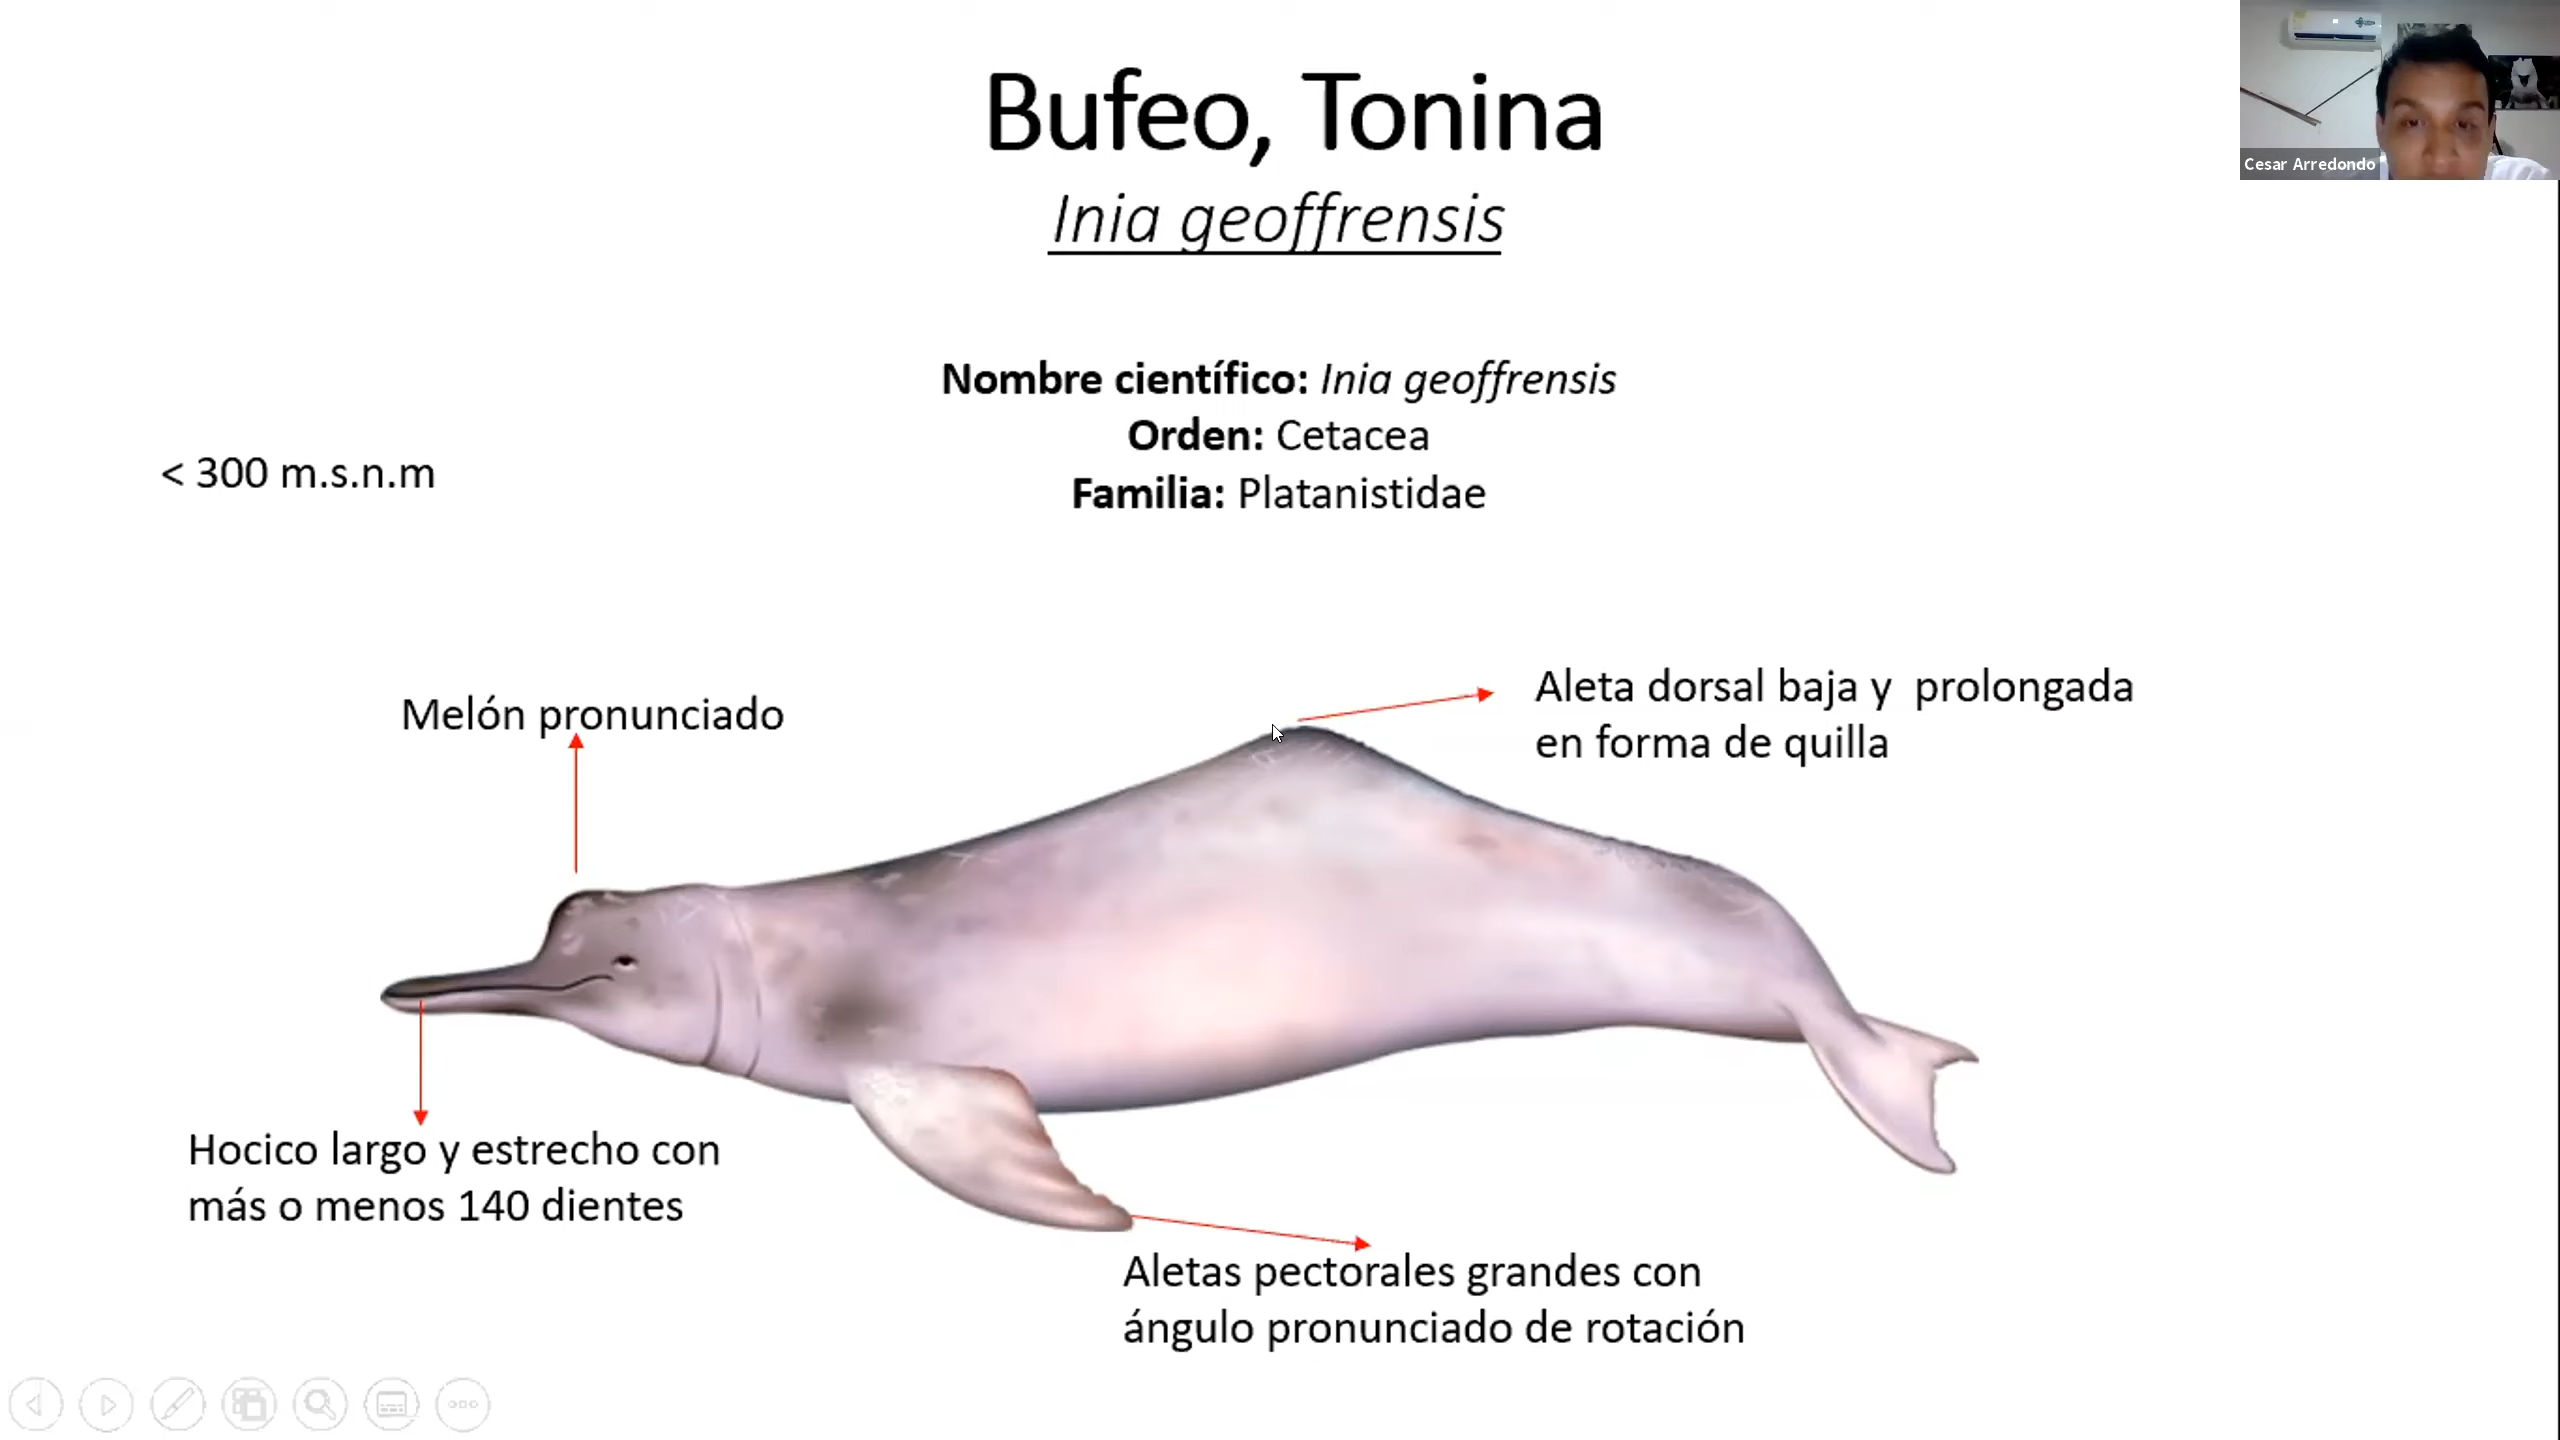 Bufeo, Tonina
Inia geoffrensis
Cesar Arredondo
Nombre científico: Inia geoffrensis
Orden: Cetacea
Familia: Platanistidae
< 300 m.s.n.m
Melón pronunciado
Aleta dorsal baja y  prolongada
en forma de quilla
Hocico largo y estrecho con
más o menos 140 dientes
Aletas pectorales grandes con
ángulo pronunciado de rotación